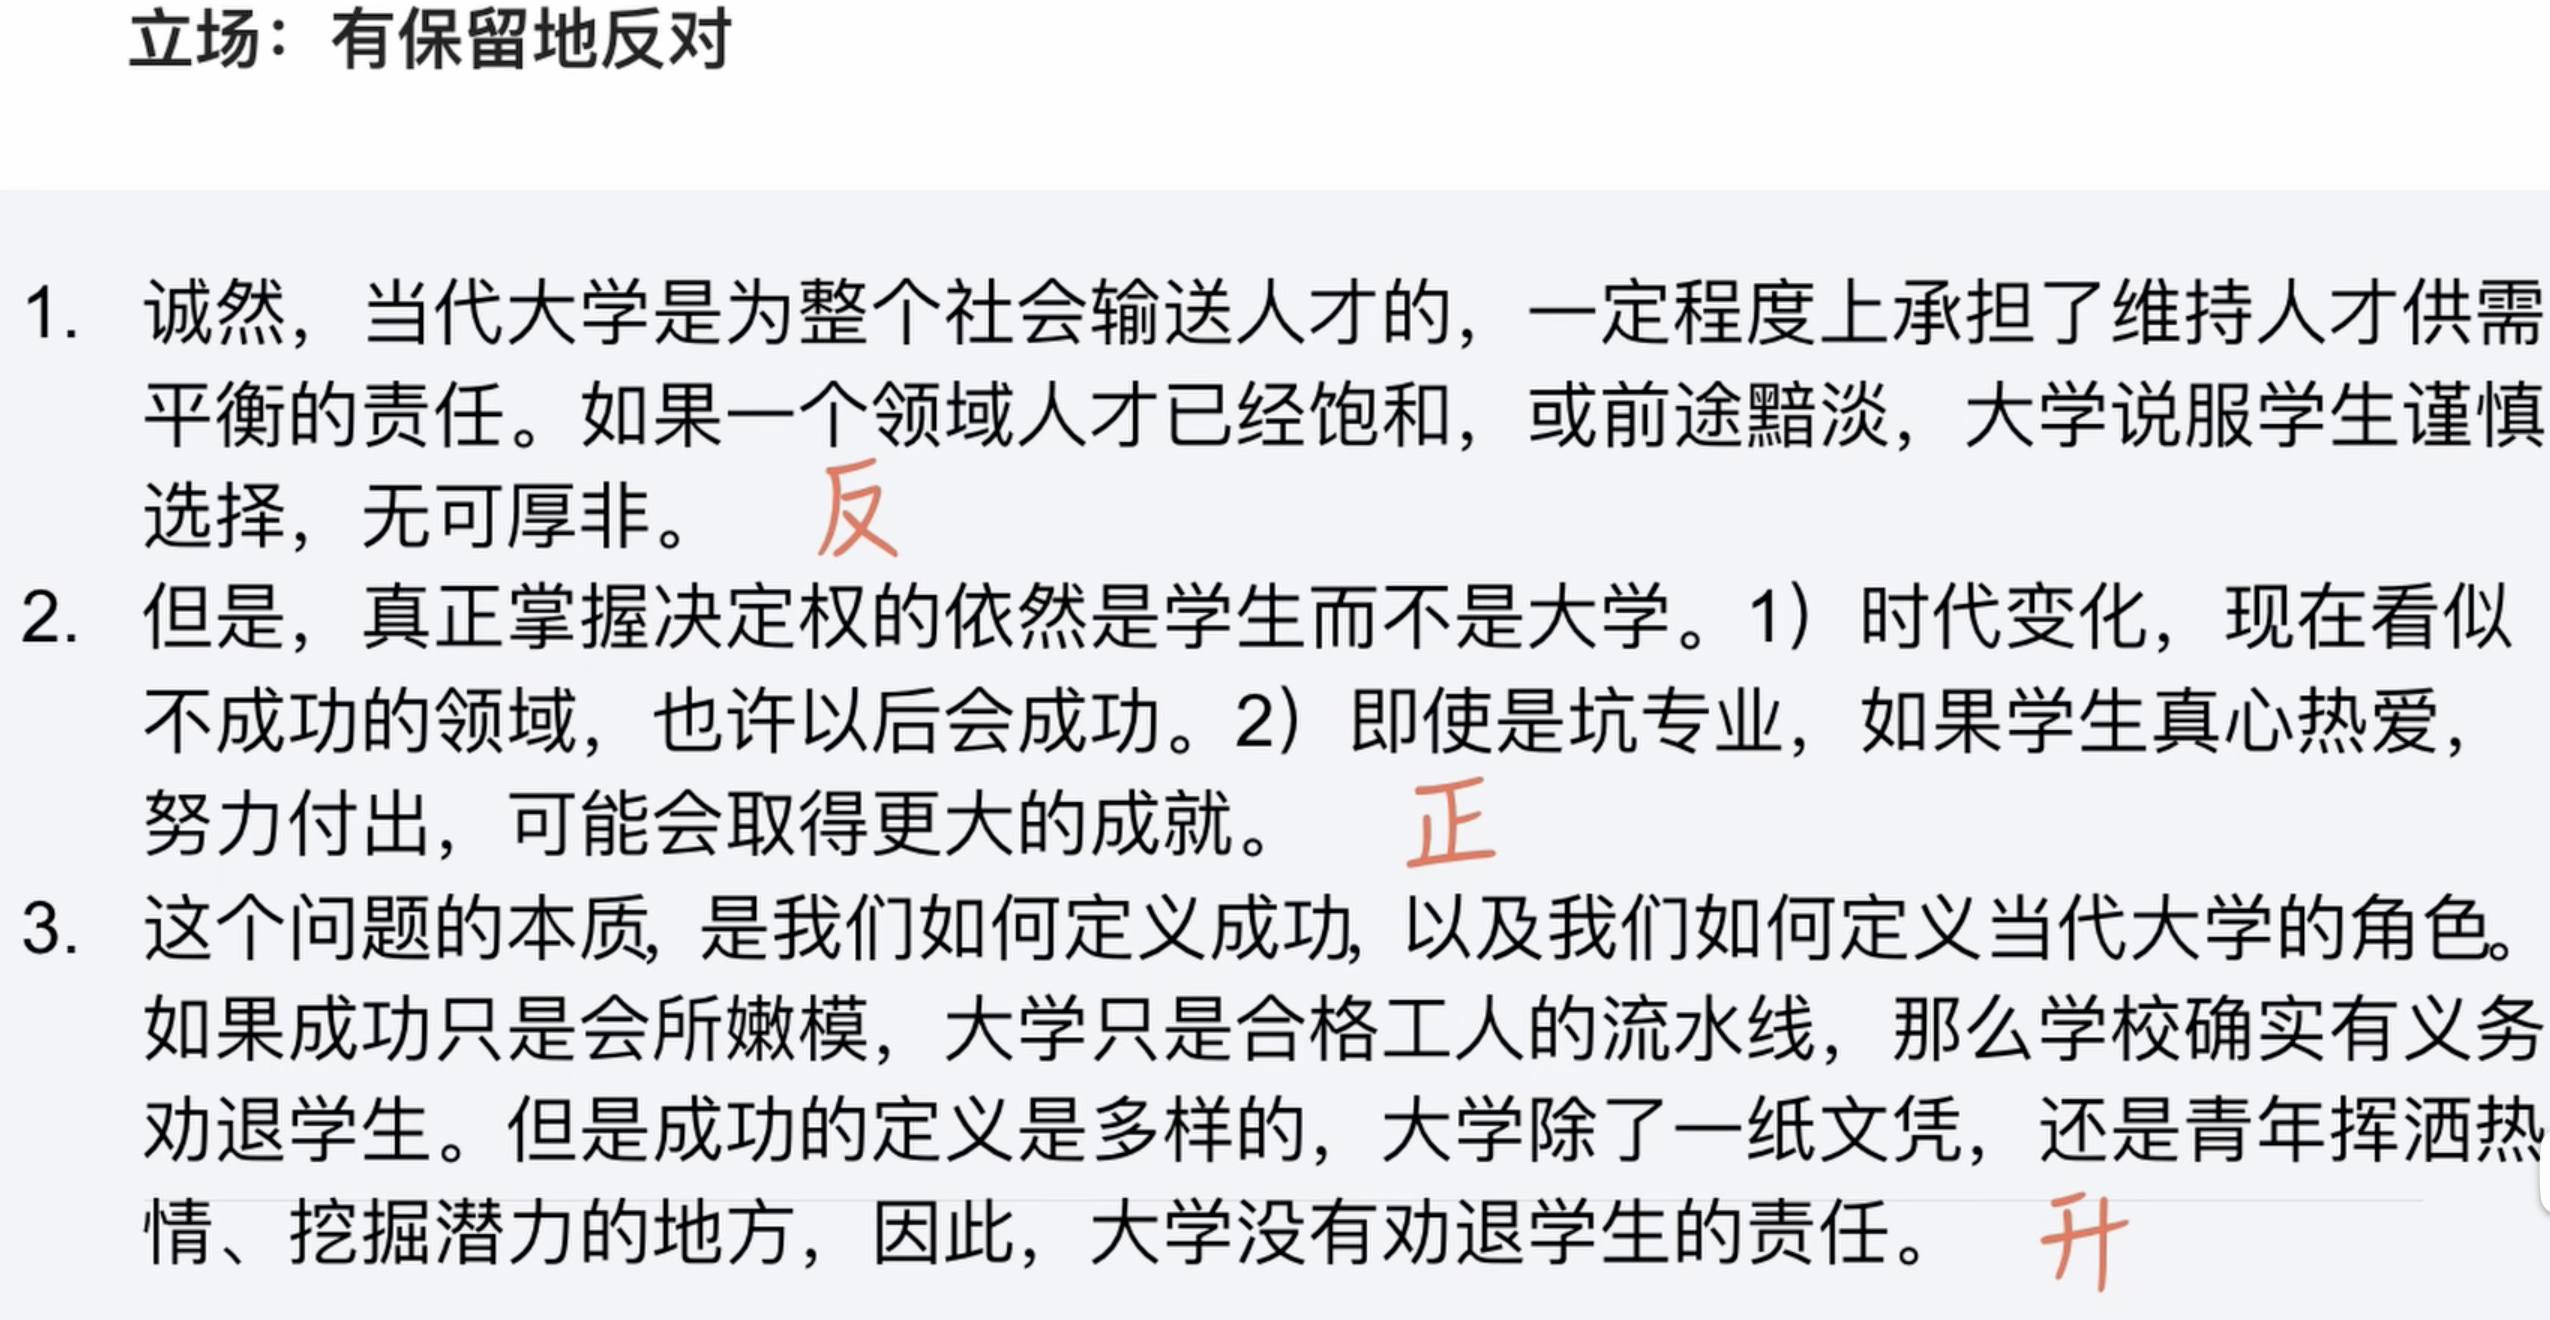 立场：有保留地反对
1. 诚然，当代大学是为整个社会输送人才的，一定程度上承担了维持人才供需
平衡的责任。如果一个领域人才已经饱和，或前途黯淡，大学说服学生谨慎
选择，无可厚非。 反
2. 但是，真正掌握决定权的依然是学生而不是大学。1）时代变化，现在看似
不成功的领域，也许以后会成功。2）即使是坑专业，如果学生真心热爱，
努力付出，可能会取得更大的成就。 正
3. 这个问题的本质，是我们如何定义成功，以及我们如何定义当代大学的角色。
如果成功只是会所嫩模，大学只是合格工人的流水线，那么学校确实有义务
劝退学生。但是成功的定义是多样的，大学除了一纸文凭，还是青年挥洒热
情、挖掘潜力的地方，因此，大学没有劝退学生的责任。 升